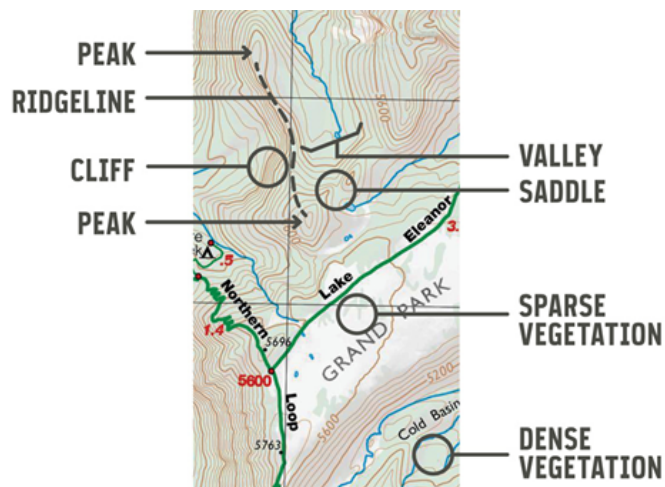 PEAK
RIDGELINE
CLIFF
PEAK
VALLEY
SADDLE
SPARSE
VEGETATION
DENSE
VEGETATION
5600
Eleanor
3.
Lake
e
k
.5
Northern
1.4
GRAND PARK
5696
5600
5200
Loop
5600
Cold Basin
5763